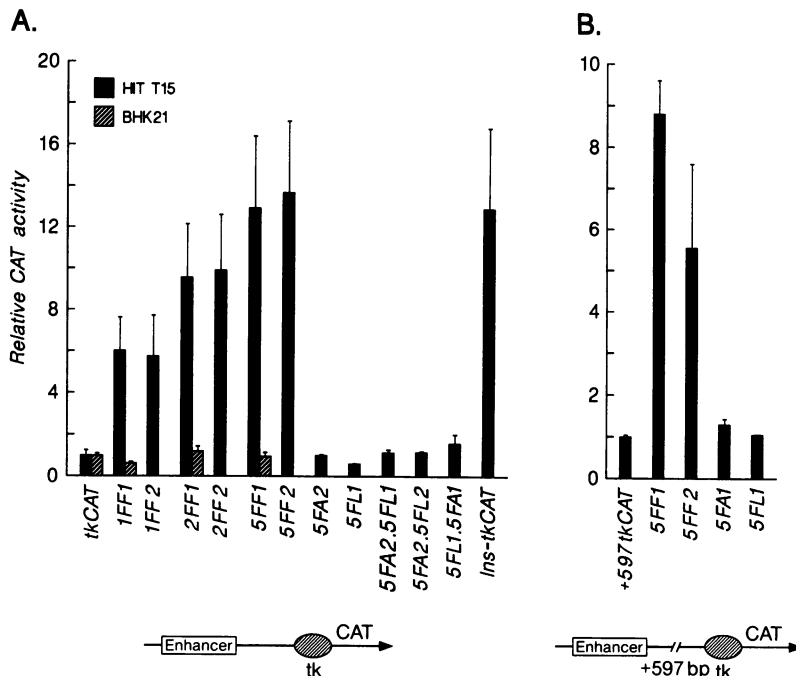 A.
Relative CAT activity
20
16
12
8
4
0
HIT T15
BHK21
tkCAT
1FF1
1FF2
2FF1
2FF2
5FF1
5FF2
5FA2
5FL1
5FA2.5FL1
5FA2.5FL2
5FL1.5FA1
Ins-tkCAT
Enhancer
CAT
tk
B.
10
8
6
4
2
0
+597tkCAT
5FF1
5FF2
5FA1
5FL1
Enhancer
CAT
+597 bp tk